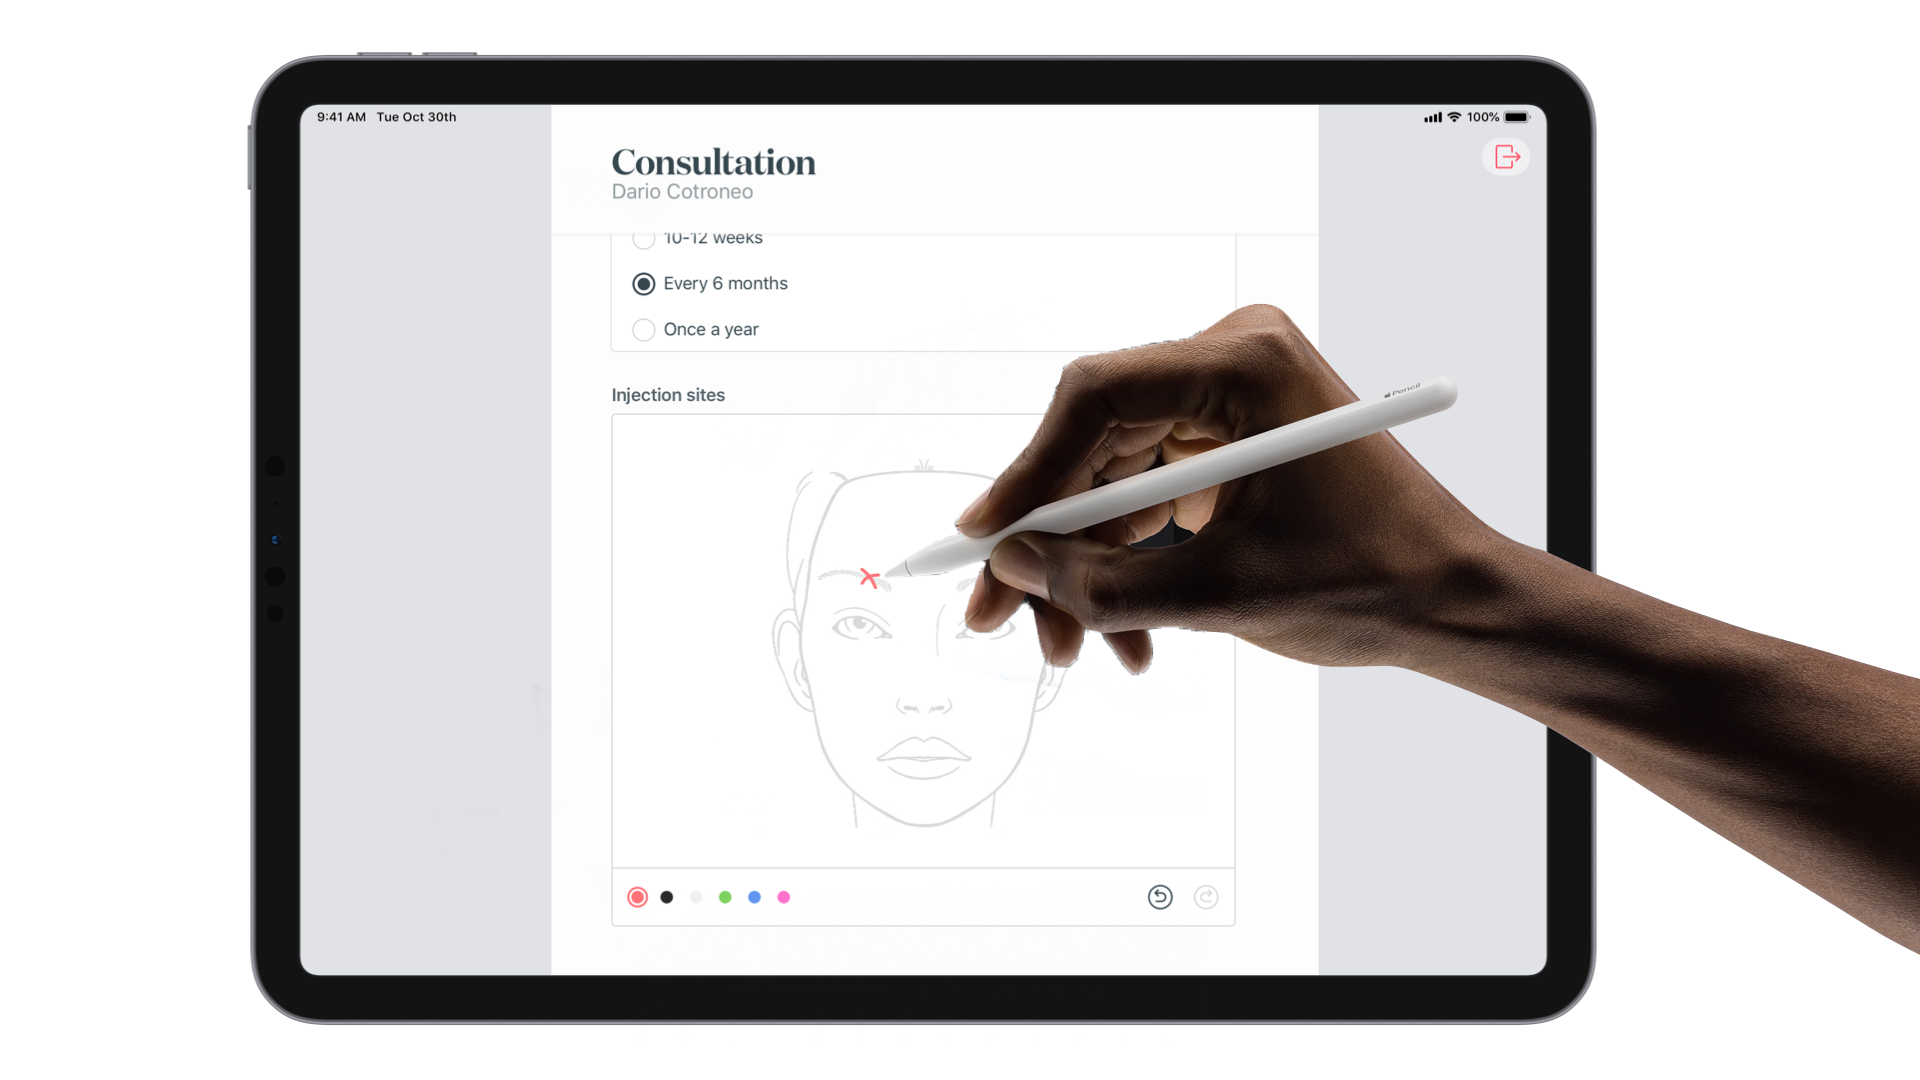 9:41 AM Tue Oct 30th
100%
Consultation
Dario Cotroneo
10-12 weeks
Every 6 months
Once a year
Injection sites
Pencil